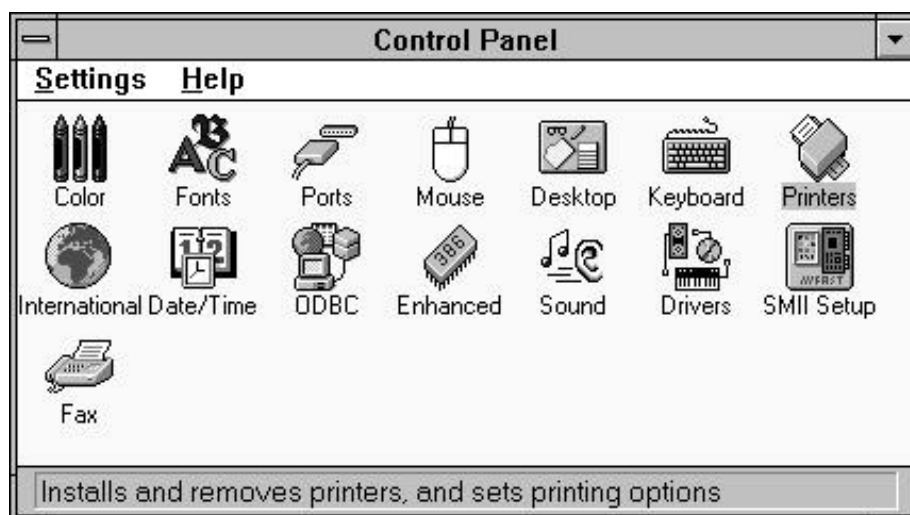 Control Panel
Settings Help
Color Fonts Ports Mouse Desktop Keyboard Printers
386
International Date/Time ODBC Enhanced Sound Drivers SMII Setup
Fax
Installs and removes printers, and sets printing options